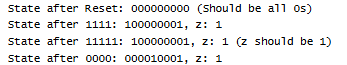 State after Reset: 000000000 (Should be all 0s)
State after 1111: 100000001, z: 1
State after 11111: 100000001, z: 1 (z should be 1)
State after 0000: 000010001, z: 1